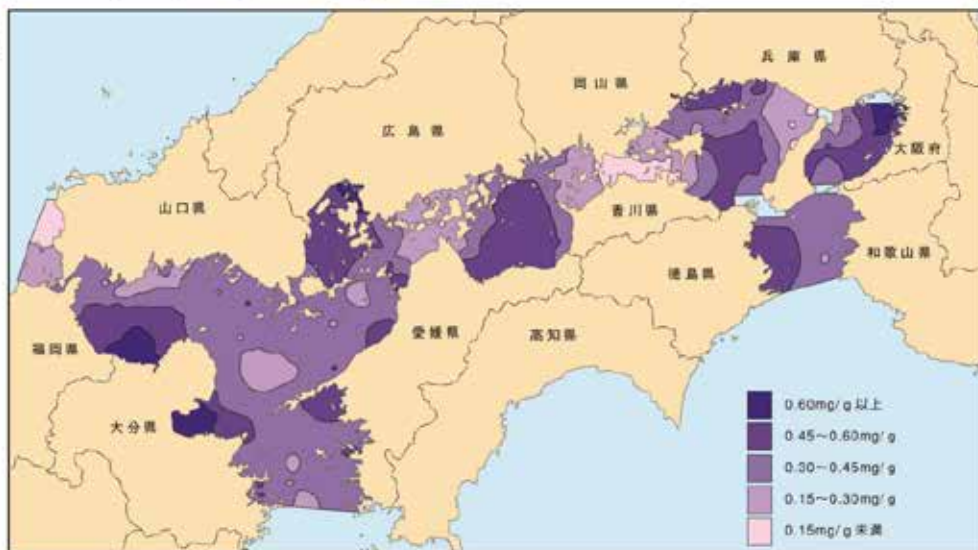 兵庫県
岡山県
広島県
大阪府
山口県
香川県
和歌山県
徳島県
愛媛県
高知県
福岡県
大分県
0.60mg/g 以上
0.45～0.60mg/g
0.30～0.45mg/g
0.15～0.30mg/g
0.15mg/g 未満